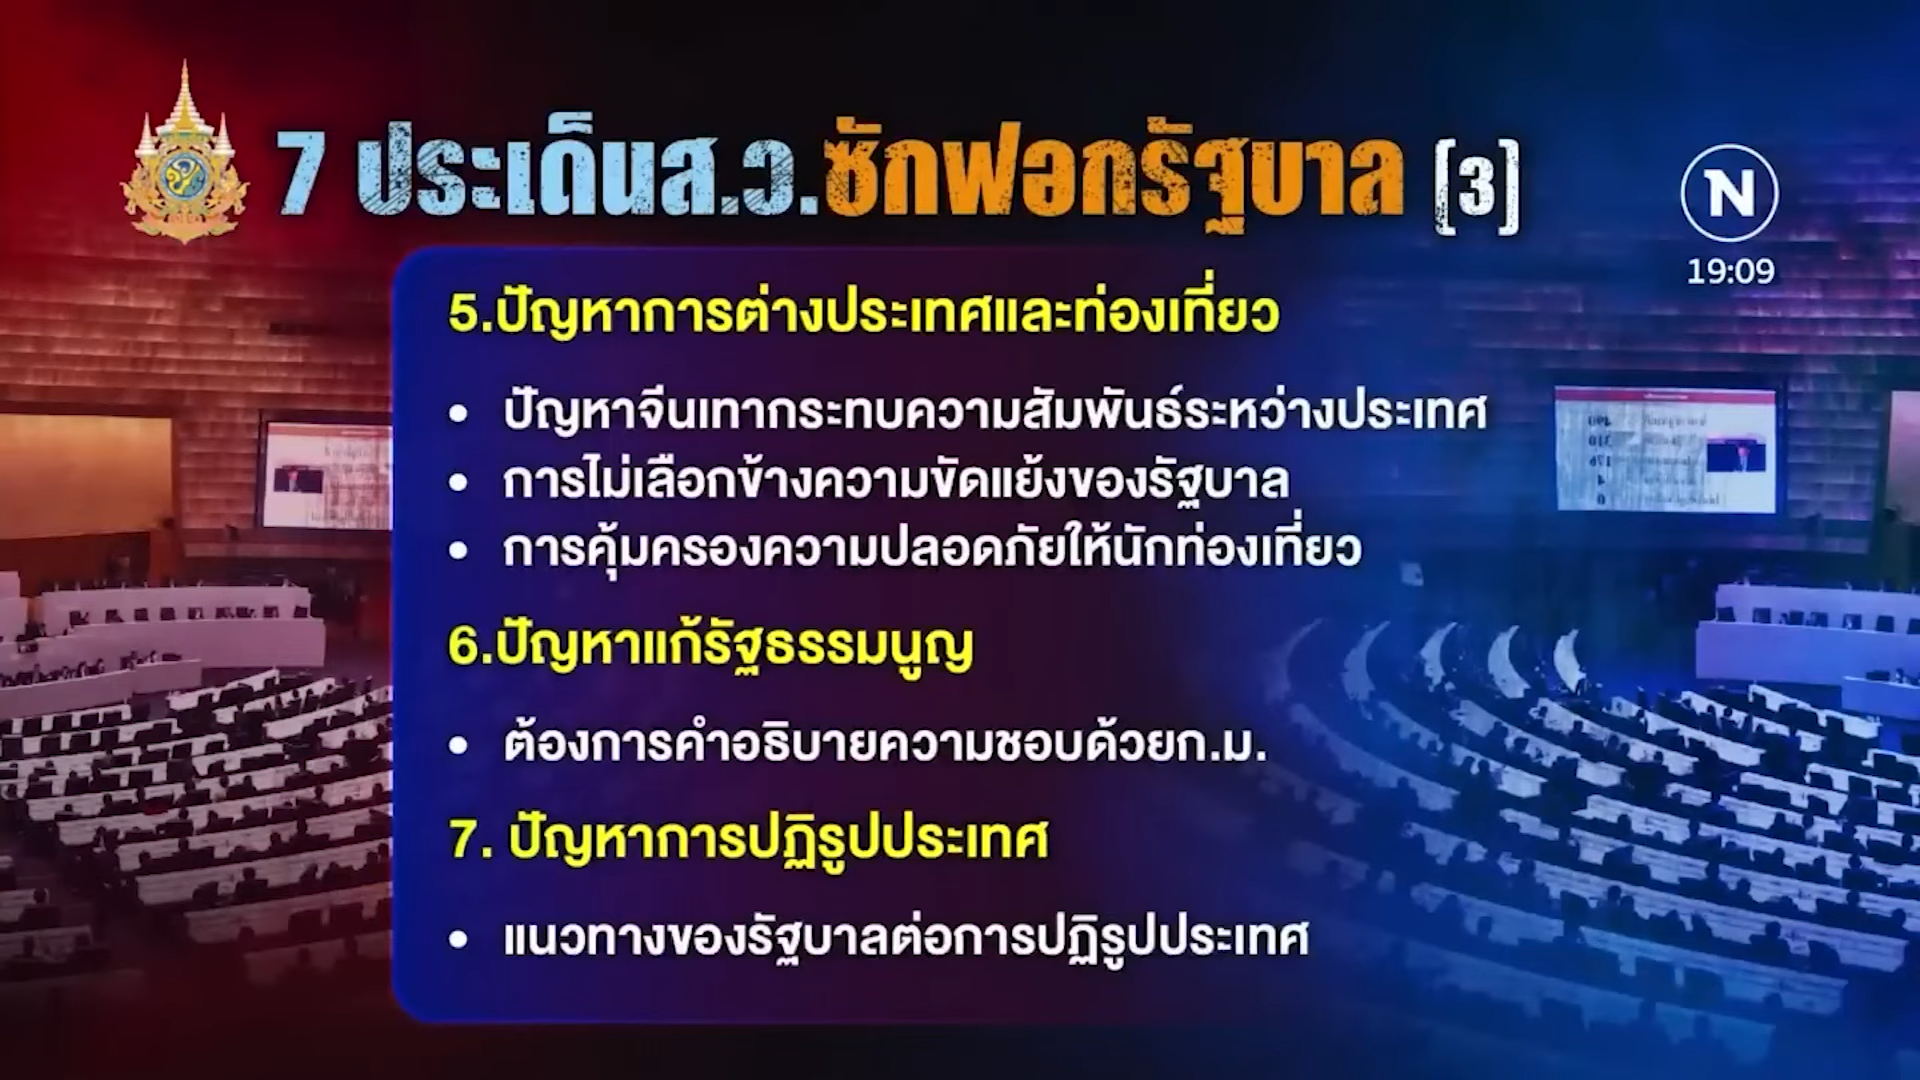 7 ประเด็นส.ว.ซักฟอกรัฐบาล [3]
N
19:09
5.ปัญหาการต่างประเทศและท่องเที่ยว
• ปัญหาจีนเทากระทบความสัมพันธ์ระหว่างประเทศ
• การไม่เลือกข้างความขัดแย้งของรัฐบาล
• การคุ้มครองความปลอดภัยให้นักท่องเที่ยว
6.ปัญหาแก้รัฐธรรมนูญ
• ต้องการคำอธิบายความชอบด้วยก.ม.
7. ปัญหาการปฏิรูปประเทศ
• แนวทางของรัฐบาลต่อการปฏิรูปประเทศ